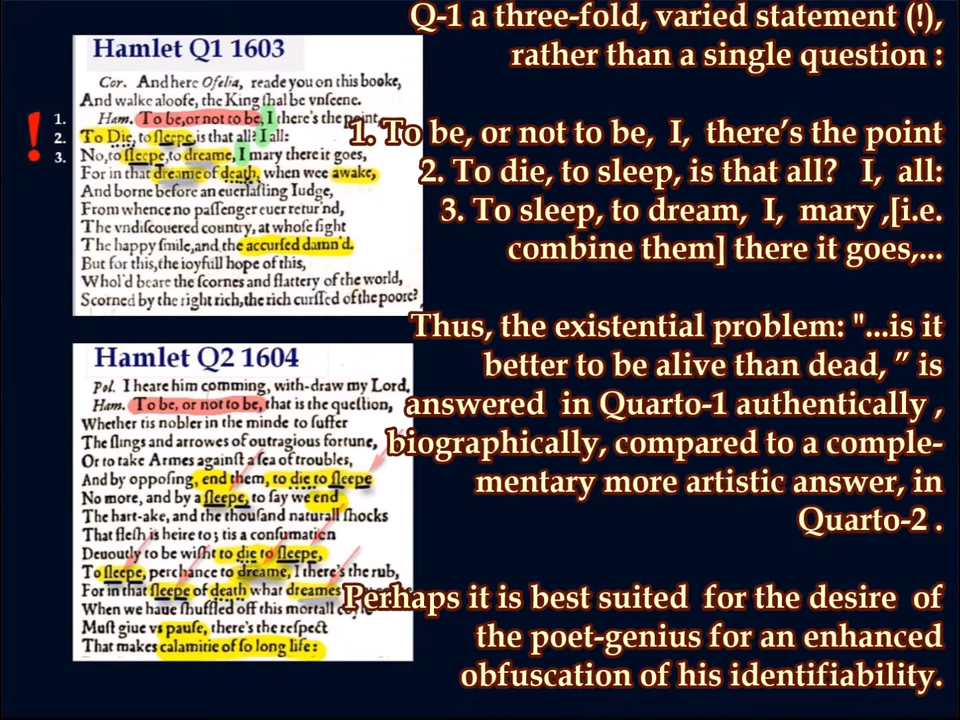 Hamlet Q1 1603
Cor. And here Ofelia, reade you on this booke,
And walke aloofe, the King ſhal be vnſeene.
Ham. To be, or not to be, I there's the point,
To Die, to ſleepe, is that all? I all:
No, to ſleepe, to dreame, I mary there it goes,
For in that dreame of death, when wee awake,
And borne before an euerlaſting Iudge,
From whence no paſſenger euer retur'nd,
The vndiſcouered country, at whoſe ſight
The happy ſmile, and the accurſed damn'd.
But for this, the ioyfull hope of this,
Whol'd beare the ſcornes and flattery of the world,
Scorned by the right rich, the rich curſſed of the poore?
!
1.
2.
3.
Hamlet Q2 1604
Pol. I heare him comming, with-draw my Lord.
Ham. To be, or not to be, that is the queſtion,
Whether tis nobler in the minde to ſuffer
The ſlings and arrowes of outragious fortune,
Or to take Armes againſt a ſea of troubles,
And by oppoſing, end them, to die to ſleepe
No more, and by a ſleepe, to ſay we end
The hart-ake, and the thouſand naturall ſhocks
That fleſh is heire to; tis a conſumation
Deuoutly to be wiſht to die to ſleepe,
To ſleepe, perchance to dreame, I there's the rub,
For in that ſleepe of death what dreames
When we haue ſhuffled off this mortall
Muſt giue vs pauſe, there's the reſpect
That makes calamitie of ſo long life:
Q-1 a three-fold, varied statement (!),
rather than a single question :
1. To be, or not to be, I, there's the point
2. To die, to sleep, is that all? I, all:
3. To sleep, to dream, I, mary ,[i.e.
combine them] there it goes,...
Thus, the existential problem: "...is it
better to be alive than dead, ” is
answered in Quarto-1 authentically ,
biographically, compared to a comple-
mentary more artistic answer, in
Quarto-2 .
Perhaps it is best suited for the desire of
the poet-genius for an enhanced
obfuscation of his identifiability.